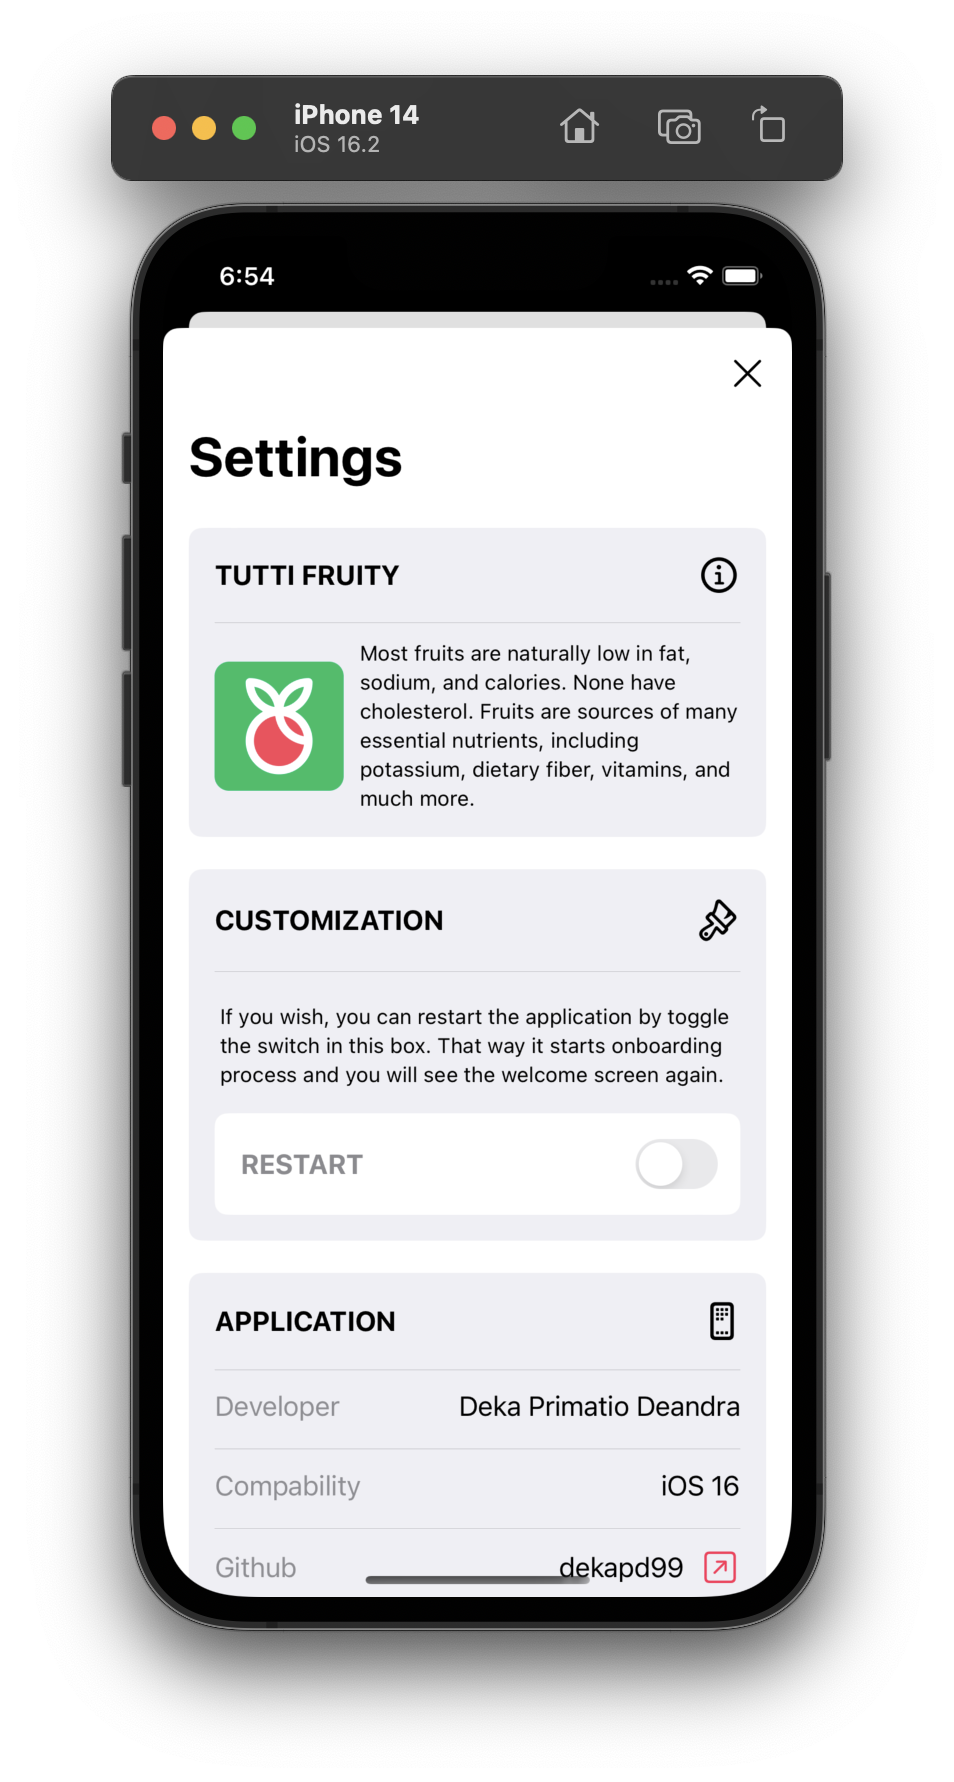 iPhone 14
iOS 16.2
6:54
Settings
TUTTI FRUITY
Most fruits are naturally low in fat,
sodium, and calories. None have
cholesterol. Fruits are sources of many
essential nutrients, including
potassium, dietary fiber, vitamins, and
much more.
CUSTOMIZATION
If you wish, you can restart the application by toggle
the switch in this box. That way it starts onboarding
process and you will see the welcome screen again.
RESTART
APPLICATION
Developer Deka Primatio Deandra
Compability iOS 16
Github dekapd99